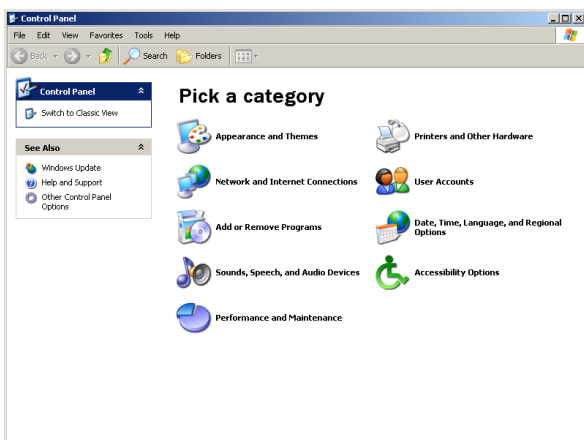 Control Panel
File Edit View Favorites Tools Help
Back Search Folders
Control Panel
Switch to Classic View
See Also
Windows Update
Help and Support
Other Control Panel
Options
Pick a category
Appearance and Themes
Printers and Other Hardware
Network and Internet Connections
User Accounts
Add or Remove Programs
Date, Time, Language, and Regional
Options
Sounds, Speech, and Audio Devices
Accessibility Options
Performance and Maintenance